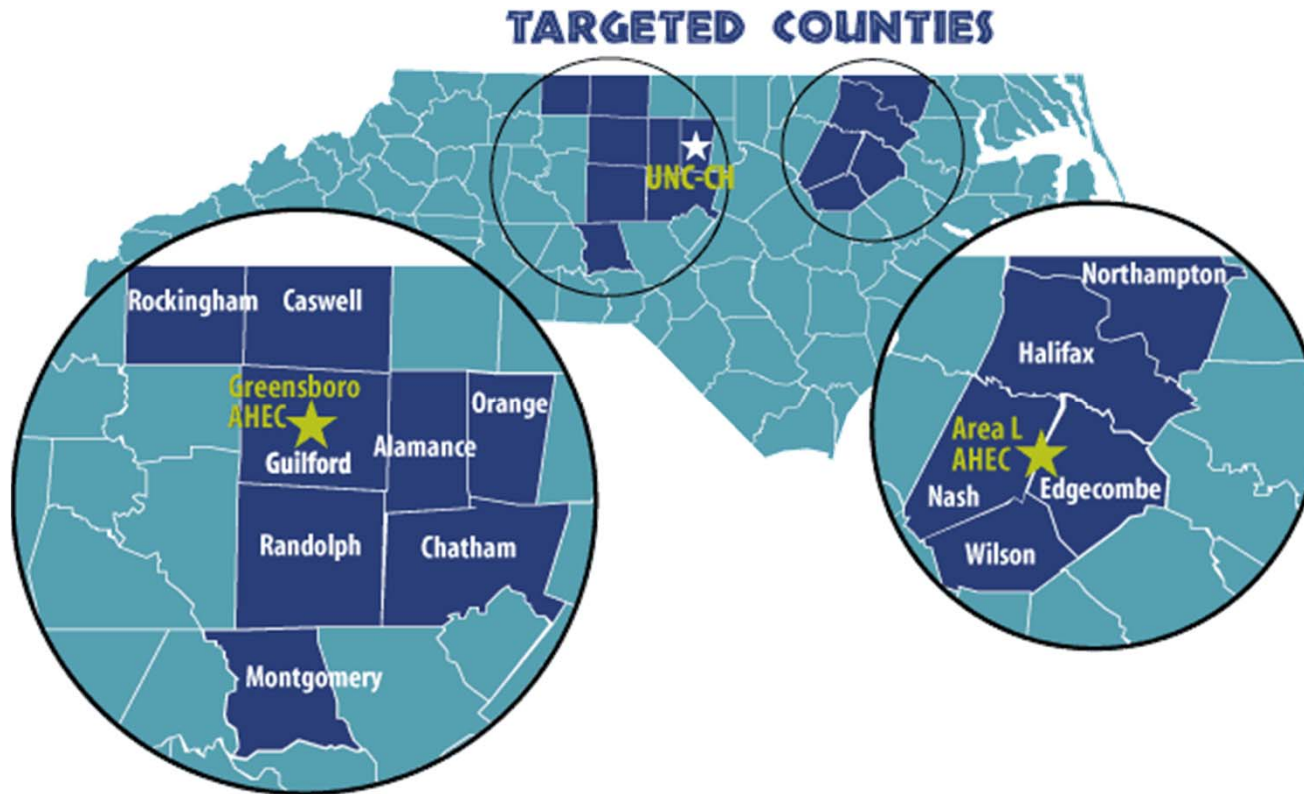 TARGETED COUNTIES
UNC-CH
Rockingham
Caswell
Greensboro
AHEC
Guilford
Alamance
Orange
Randolph
Chatham
Montgomery
Northampton
Halifax
Area L
AHEC
Nash
Edgecombe
Wilson